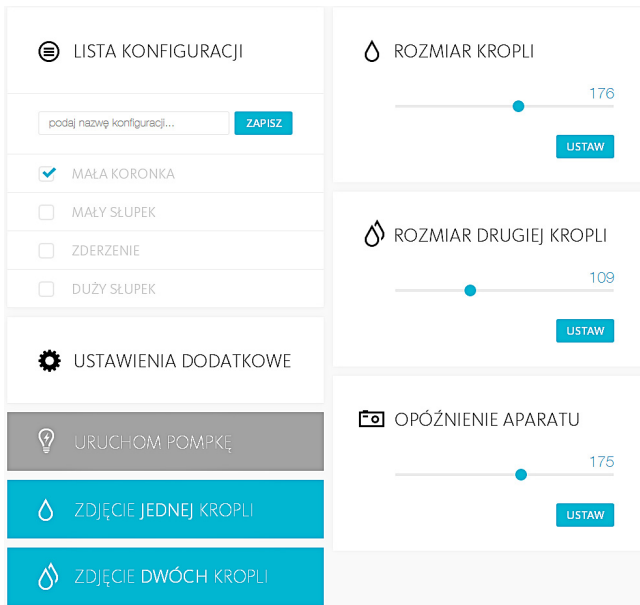 LISTA KONFIGURACJI
podaj nazwę konfiguracji...
ZAPISZ
MAŁA KORONKA
MAŁY SŁUPEK
ZDERZENIE
DUŻY SŁUPEK
USTAWIENIA DODATKOWE
URUCHOM POMPKĘ
ZDJĘCIE JEDNEJ KROPLI
ZDJĘCIE DWÓCH KROPLI
ROZMIAR KROPLI
176
USTAW
ROZMIAR DRUGIEJ KROPLI
109
USTAW
OPÓŹNIENIE APARATU
175
USTAW